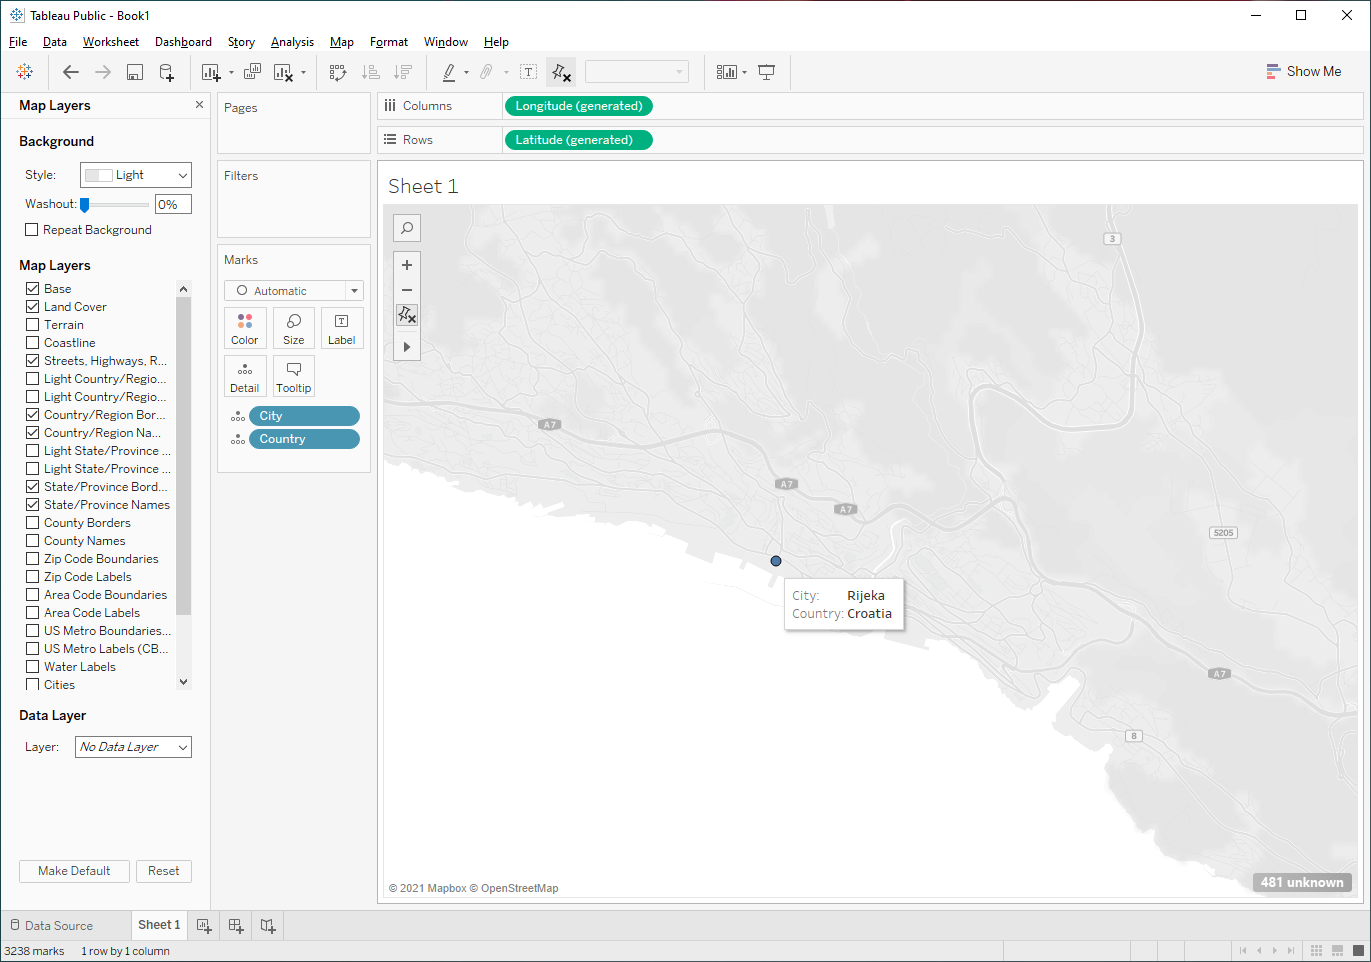 Tableau Public - Book1
File Data Worksheet Dashboard Story Analysis Map Format Window Help
Show Me
Map Layers
Background
Style: Light
Washout: 0%
Repeat Background
Map Layers
Base
Land Cover
Terrain
Coastline
Streets, Highways, R...
Light Country/Regio...
Light Country/Regio...
Country/Region Bor...
Country/Region Na...
Light State/Province ...
Light State/Province ...
State/Province Bord...
State/Province Names
County Borders
County Names
Zip Code Boundaries
Zip Code Labels
Area Code Boundaries
Area Code Labels
US Metro Boundaries...
US Metro Labels (CB...
Water Labels
Cities
Data Layer
Layer: No Data Layer
Make Default Reset
Pages
Filters
Marks
Automatic
Color Size Label
Detail Tooltip
City
Country
Columns Longitude (generated)
Rows Latitude (generated)
Sheet 1
3
A7
A7
A7
5205
City: Rijeka
Country: Croatia
A7
8
© 2021 Mapbox © OpenStreetMap
481 unknown
Data Source Sheet 1
3238 marks 1 row by 1 column